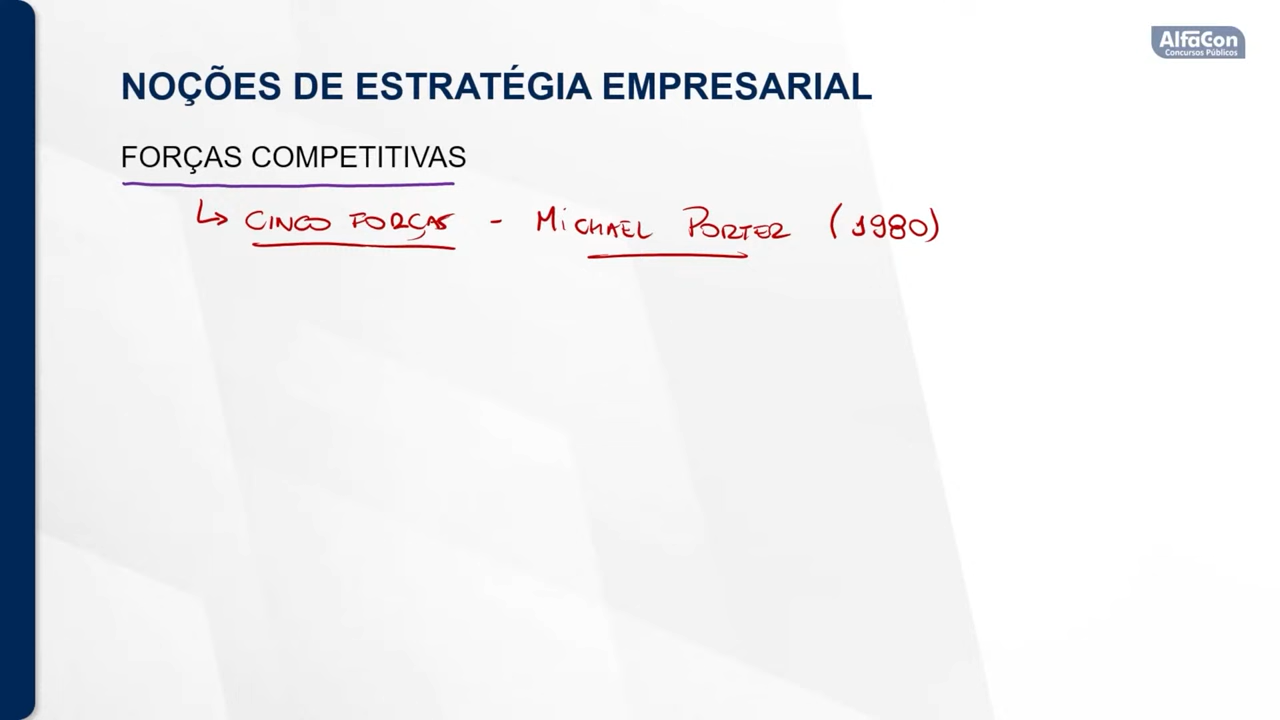 AlfaCon
Concursos Públicos
NOÇÕES DE ESTRATÉGIA EMPRESARIAL
FORÇAS COMPETITIVAS
↳ CINCO FORÇAS - MICHAEL PORTER (1980)